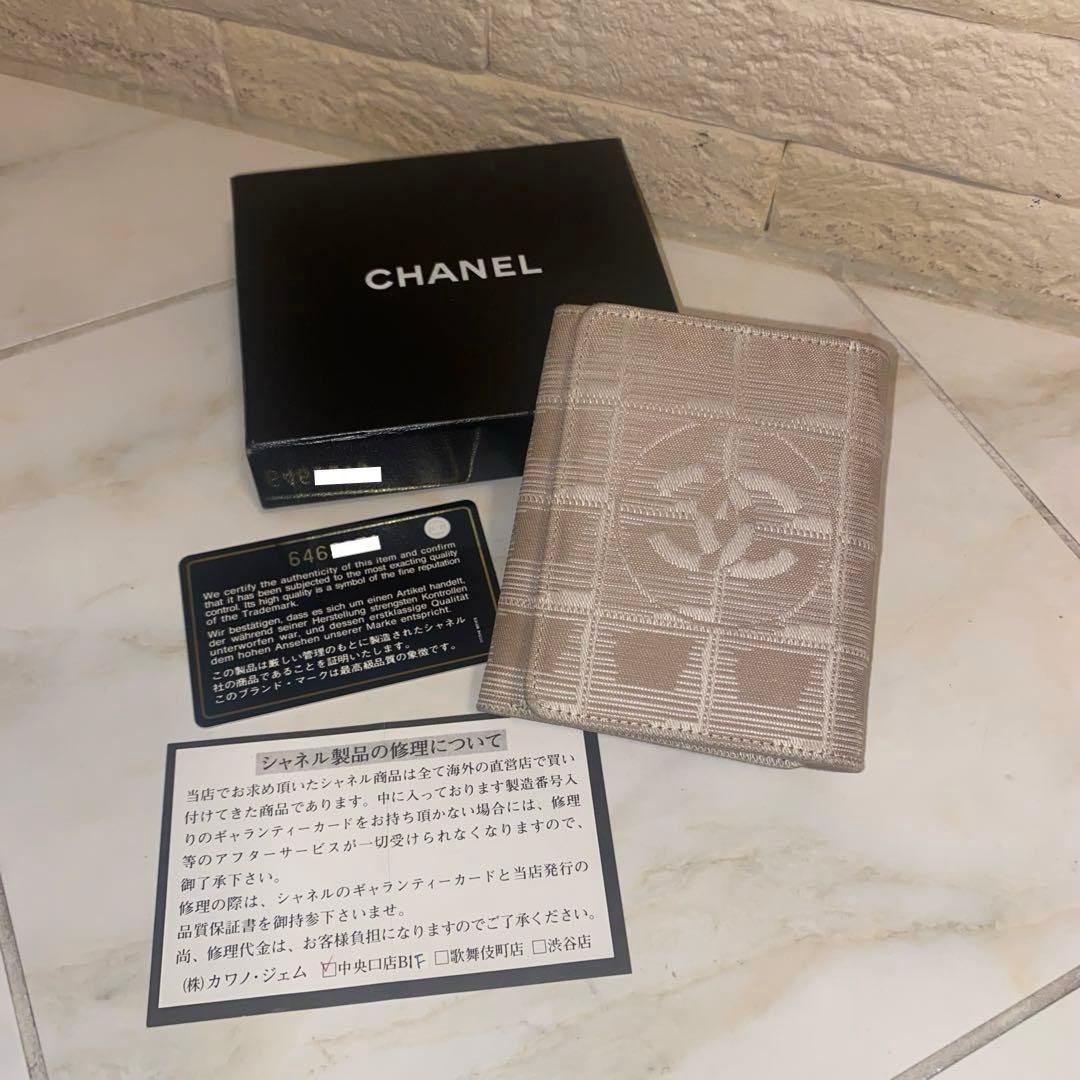 CHANEL
646
We certify the authenticity of this item and confirm
that it has been subjected to the most exacting quality
control. Its high quality is a symbol of the fine reputation
of the Trademark.
Wir bestätigen, dass es sich um einen Artikel handelt,
der während seiner Herstellung strengsten Kontrollen
unterworfen war, und dessen erstklassige Qualität
dem hohen Ansehen unserer Marke entspricht.
この製品は厳しい管理のもとに製造されたシャネル
社の商品であることを証明いたします。
このブランド・マークは最高級品質の象徴です。
シャネル製品の修理について
当店でお求め頂いたシャネル商品は全て海外の直営店で買い
付けてきた商品であります。中に入っております製造番号入
りのギャランティーカードをお持ち頂かない場合には、修理
等のアフターサービスが一切受けられなくなりますので、
御了承下さい。
修理の際は、シャネルのギャランティーカードと当店発行の
品質保証書を御持参下さいませ。
尚、修理代金は、お客様負担になりますのでご了承ください。
(株)カワノ・ジェム ☑中央口店B1F □歌舞伎町店 □渋谷店